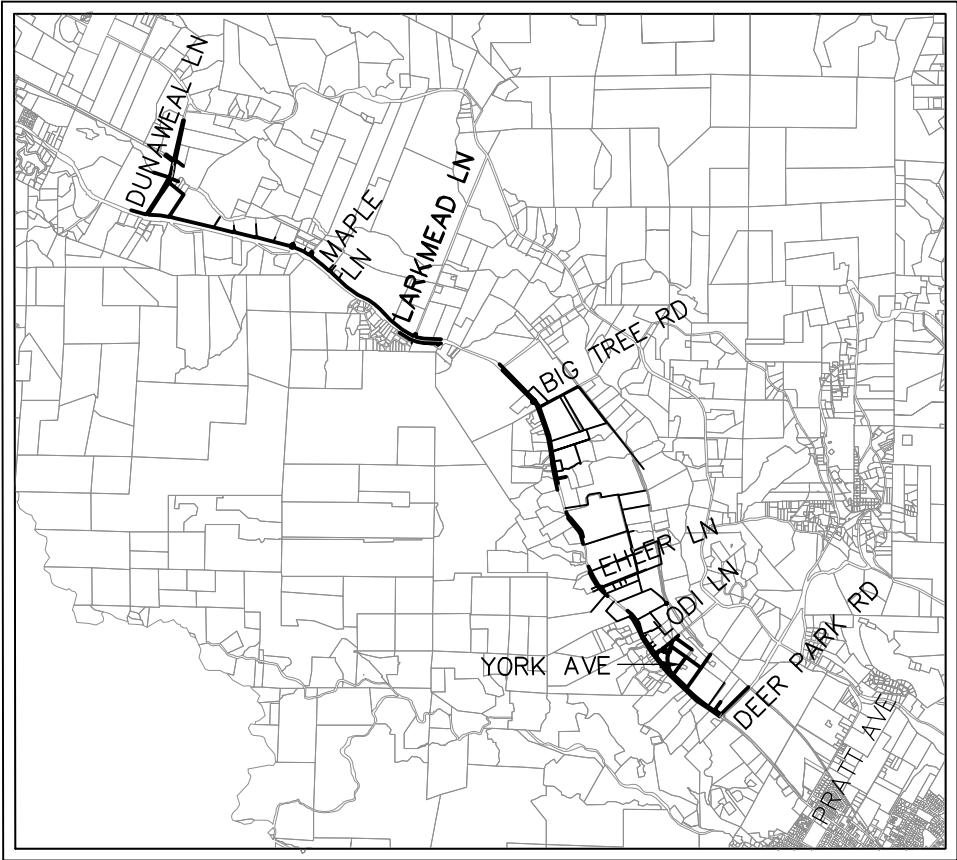 DUNAWEAL LN
MAPLE
LN
LARKMEAD LN
BIG TREE RD
EHLER LN
LODI LN
YORK AVE
DEER PARK RD
PRATT AVE